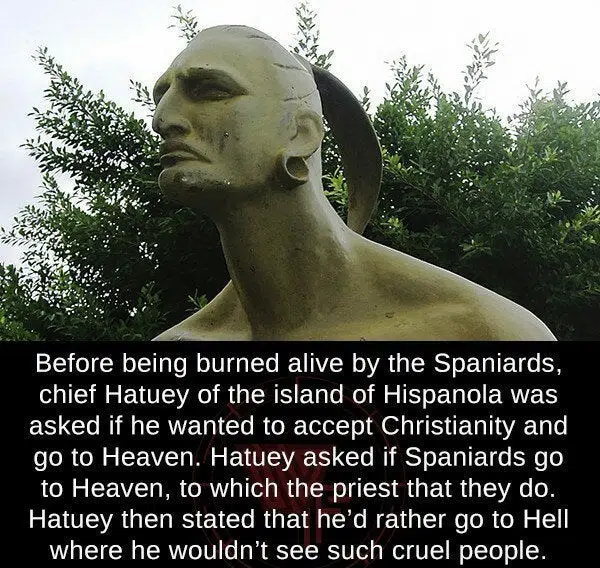 Before being burned alive by the Spaniards,
chief Hatuey of the island of Hispanola was
asked if he wanted to accept Christianity and
go to Heaven. Hatuey asked if Spaniards go
to Heaven, to which the priest that they do.
Hatuey then stated that he’d rather go to Hell
where he wouldn’t see such cruel people.